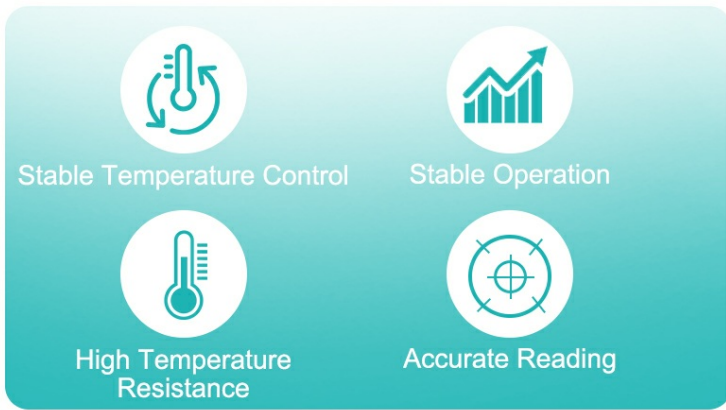 Stable Temperature Control
Stable Operation
High Temperature
Resistance
Accurate Reading